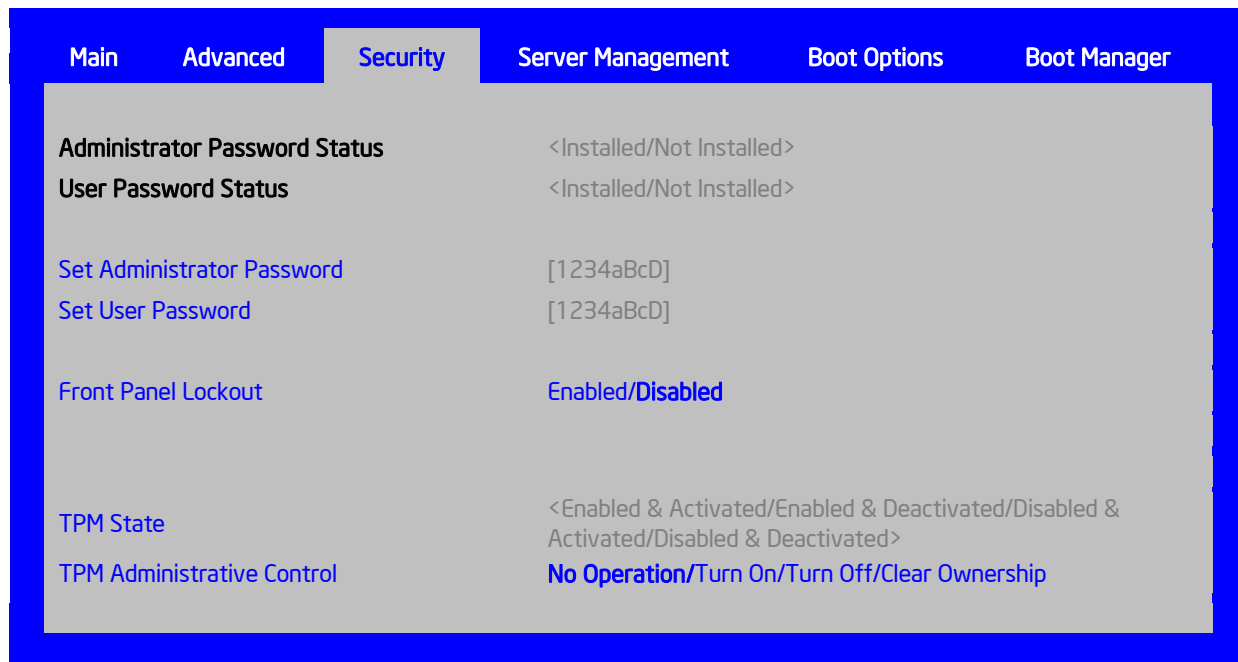 Main Advanced Security Server Management Boot Options Boot Manager
Administrator Password Status <Installed/Not Installed>
User Password Status <Installed/Not Installed>
Set Administrator Password [1234aBcD]
Set User Password [1234aBcD]
Front Panel Lockout Enabled/Disabled
TPM State <Enabled & Activated/Enabled & Deactivated/Disabled &
Activated/Disabled & Deactivated>
TPM Administrative Control No Operation/Turn On/Turn Off/Clear Ownership